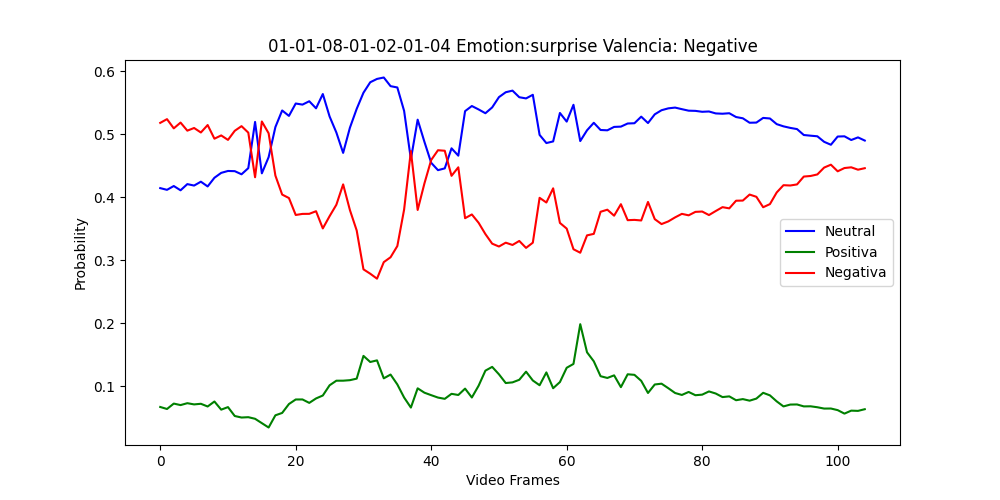 01-01-08-01-02-01-04 Emotion:surprise Valencia: Negative
0.6
0.5
0.4
0.3
0.2
0.1
Probability
Neutral
Positiva
Negativa
0 20 40 60 80 100
Video Frames